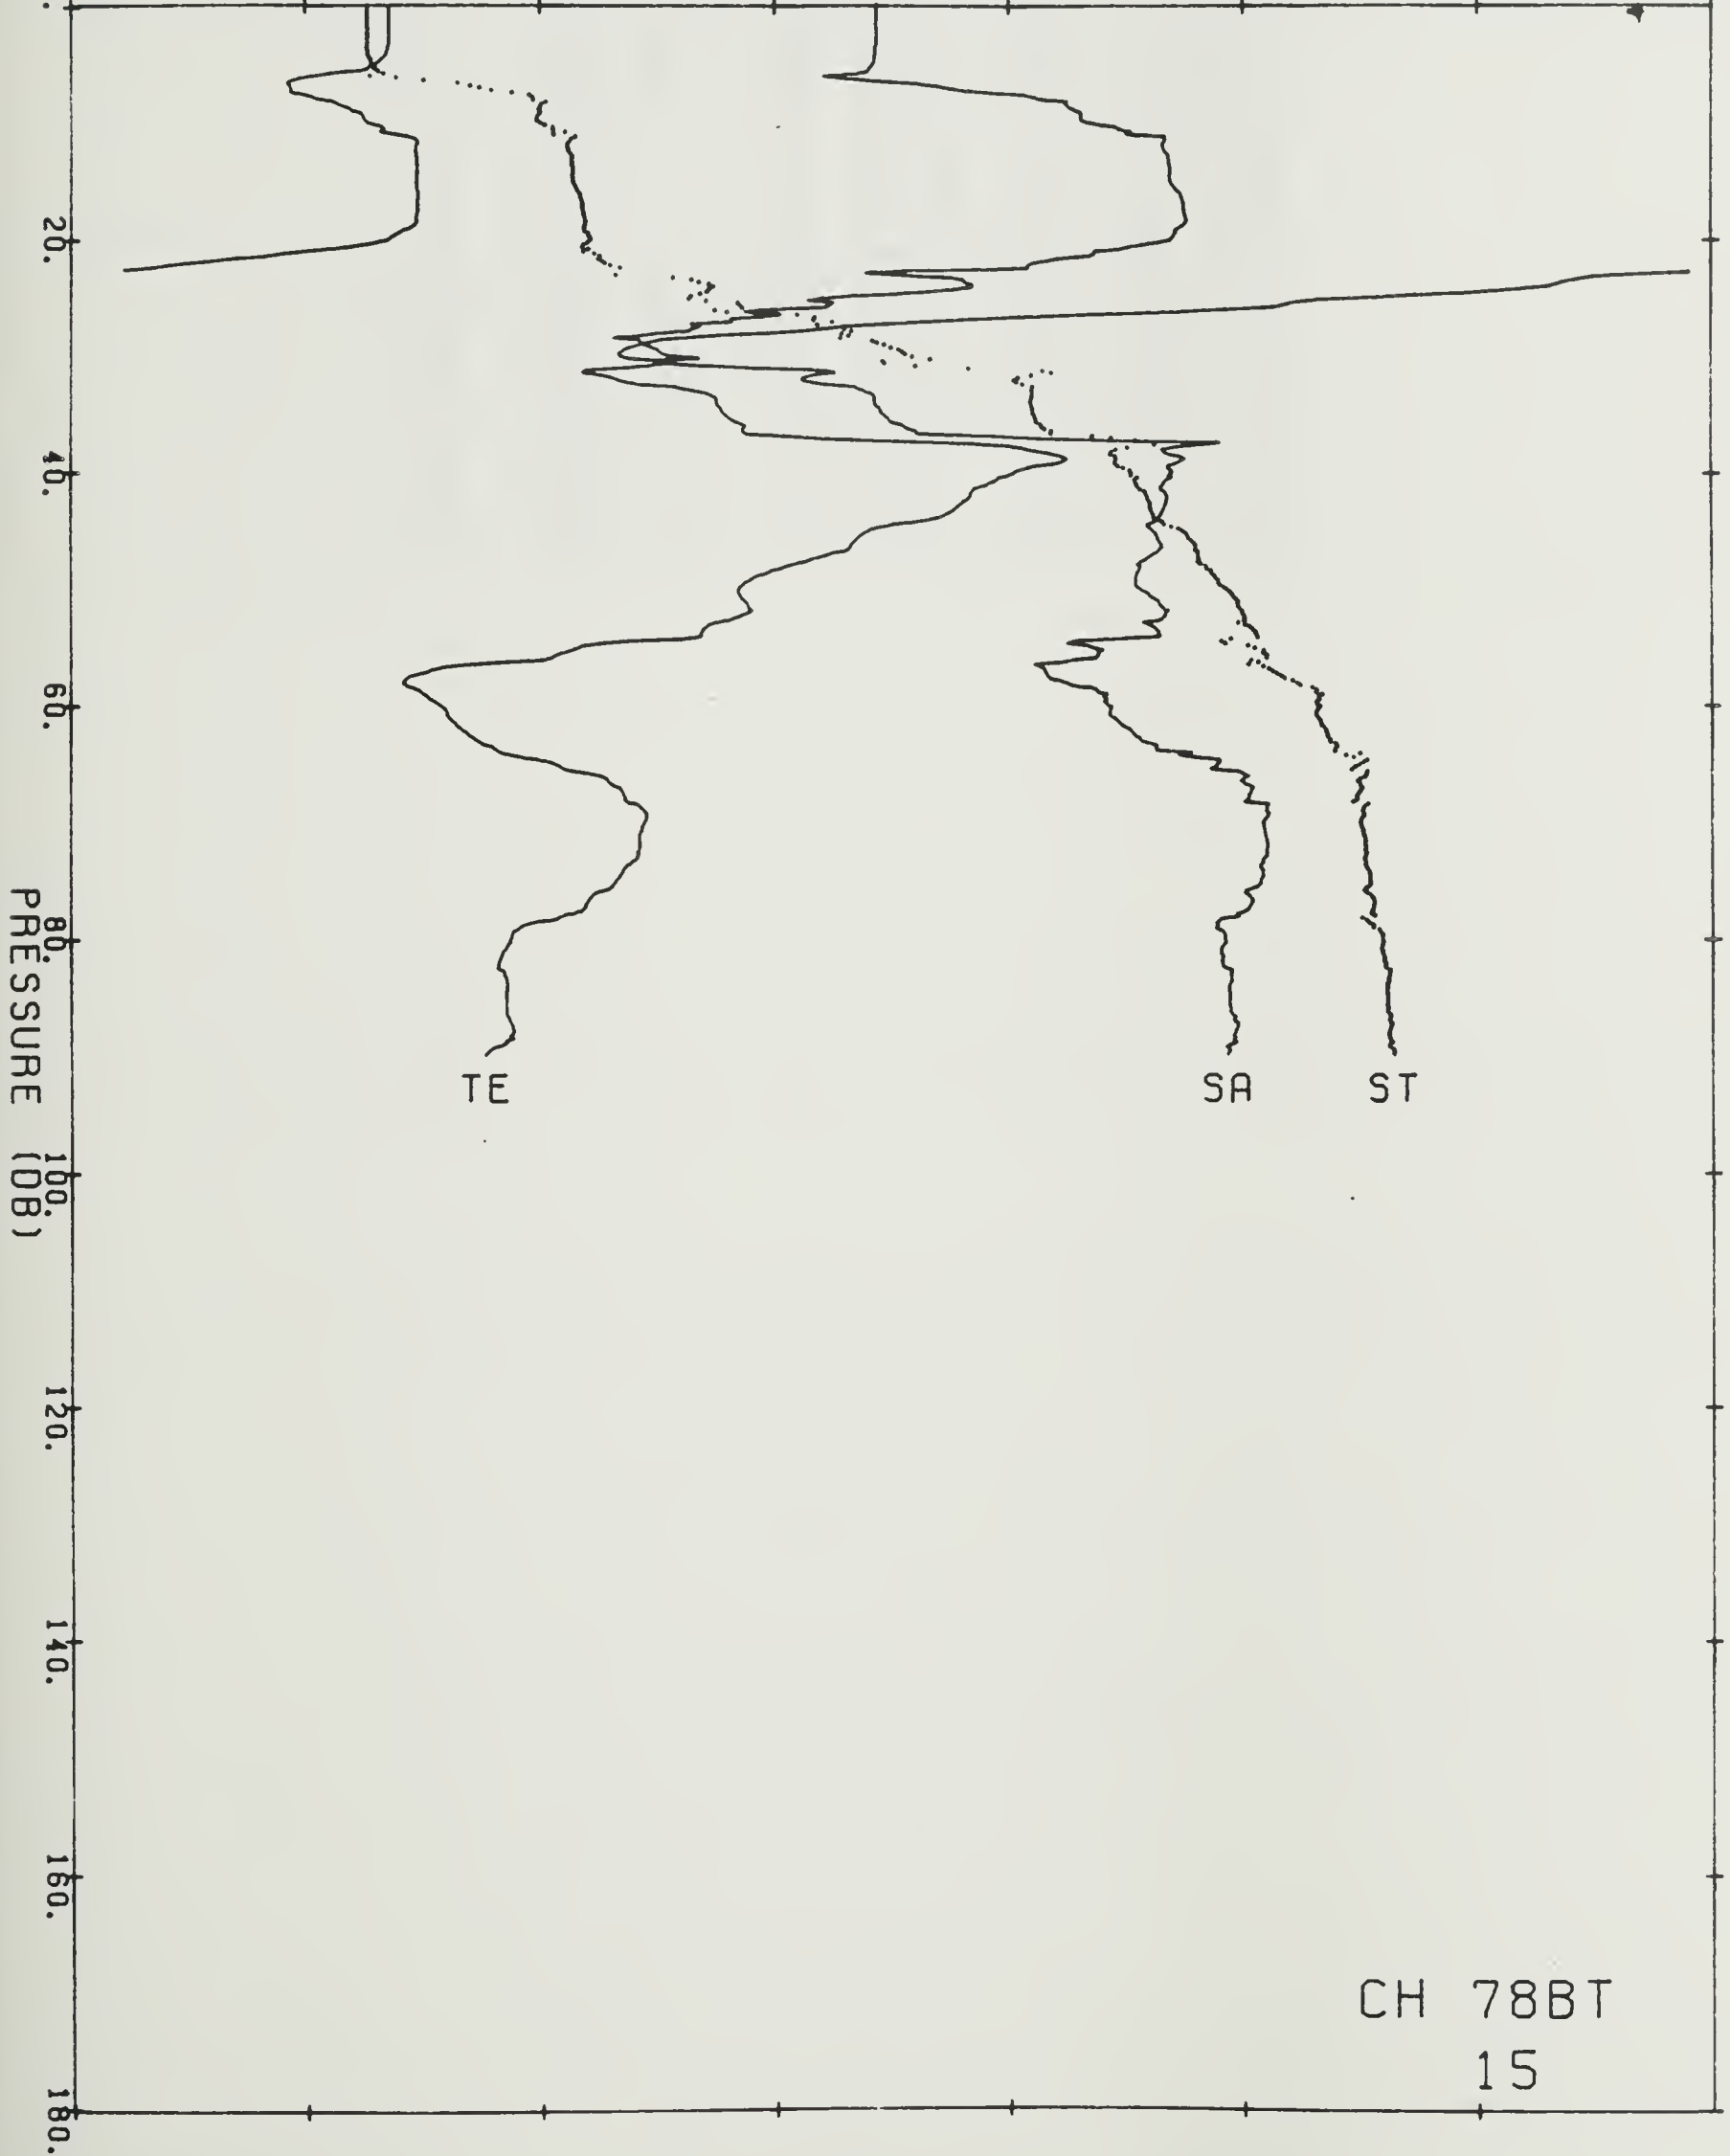 20.
40.
60.
80.
100.
120.
140.
160.
180.
PRESSURE (DB)
TE
SA
ST
CH 78BT
15